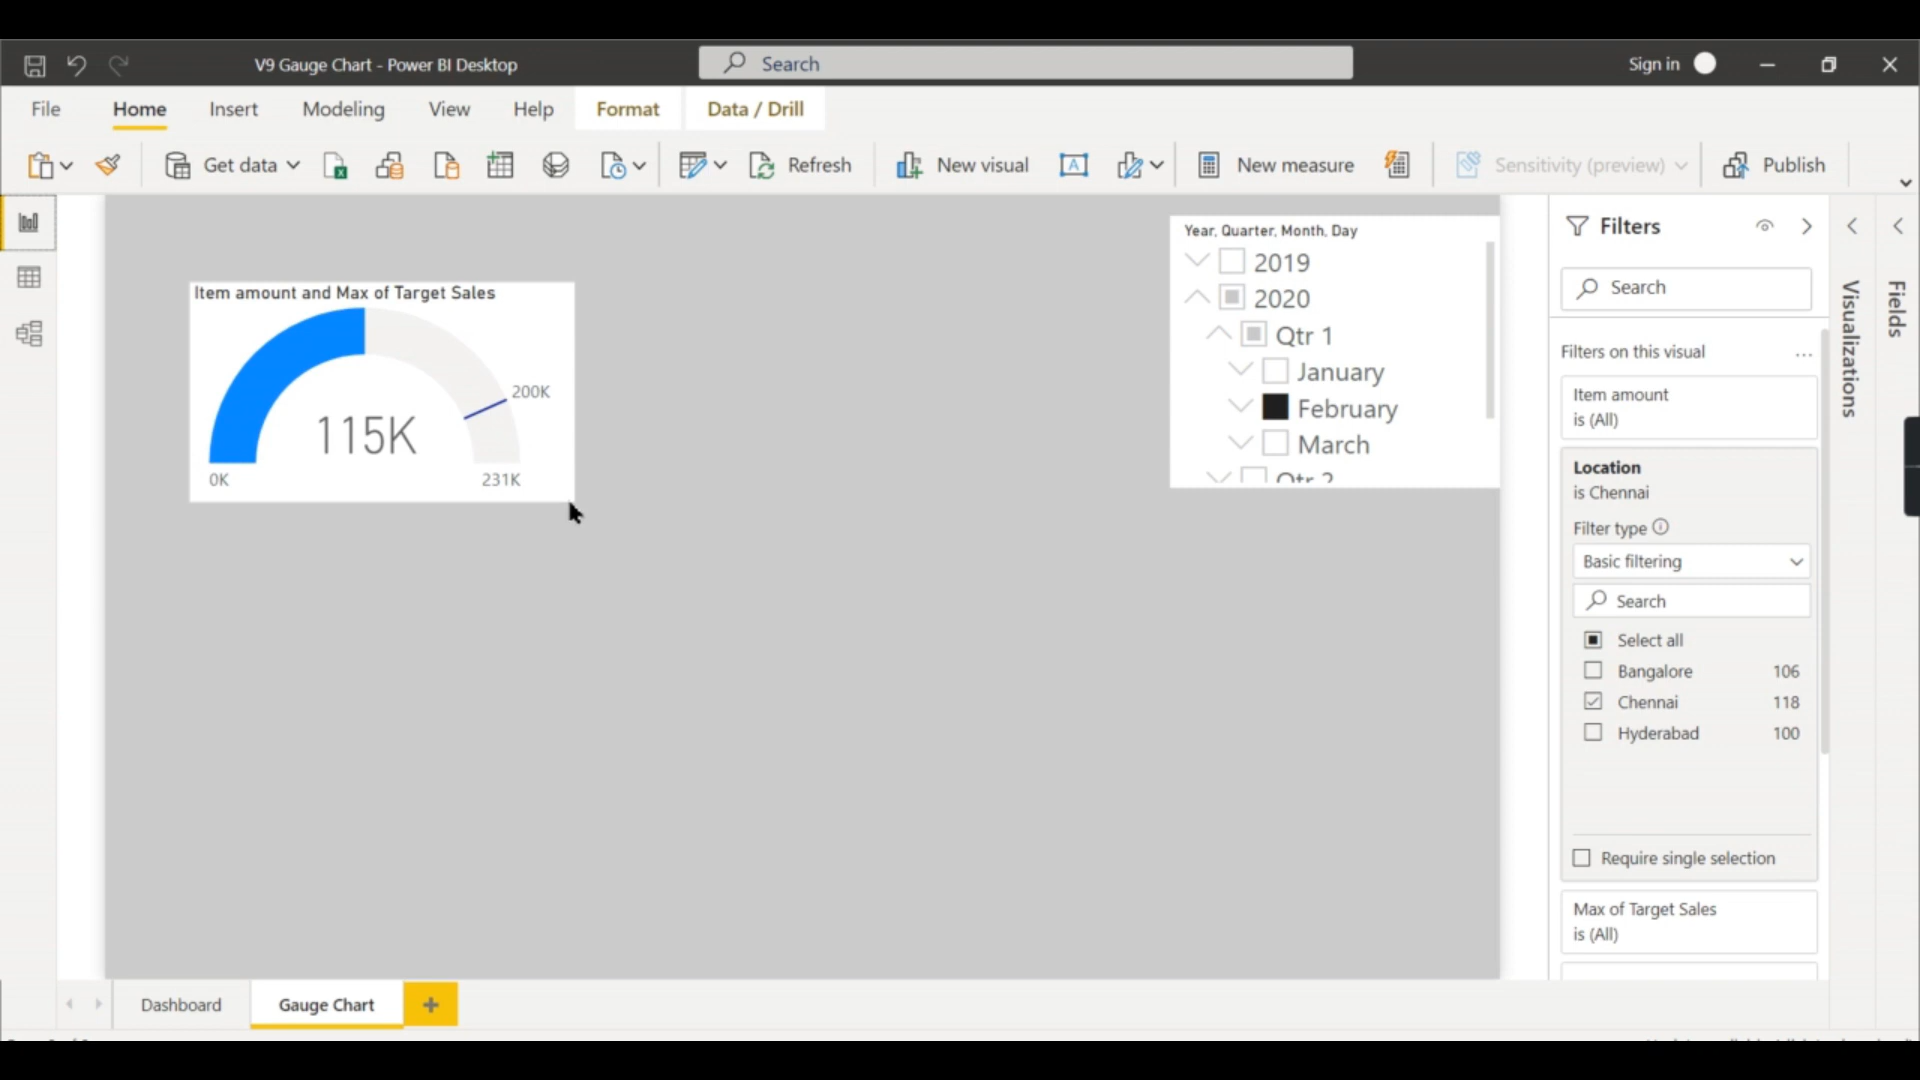 V9 Gauge Chart - Power BI Desktop
Search
Sign in
File Home Insert Modeling View Help Format Data / Drill
Get data Refresh New visual New measure Sensitivity (preview) Publish
Item amount and Max of Target Sales
200K
115K
0K 231K
Year, Quarter, Month, Day
2019
2020
Qtr 1
January
February
March
Qtr 2
Filters
Search
Filters on this visual
Item amount
is (All)
Location
is Chennai
Filter type
Basic filtering
Search
Select all
Bangalore 106
Chennai 118
Hyderabad 100
Require single selection
Max of Target Sales
is (All)
Visualizations
Fields
Dashboard Gauge Chart